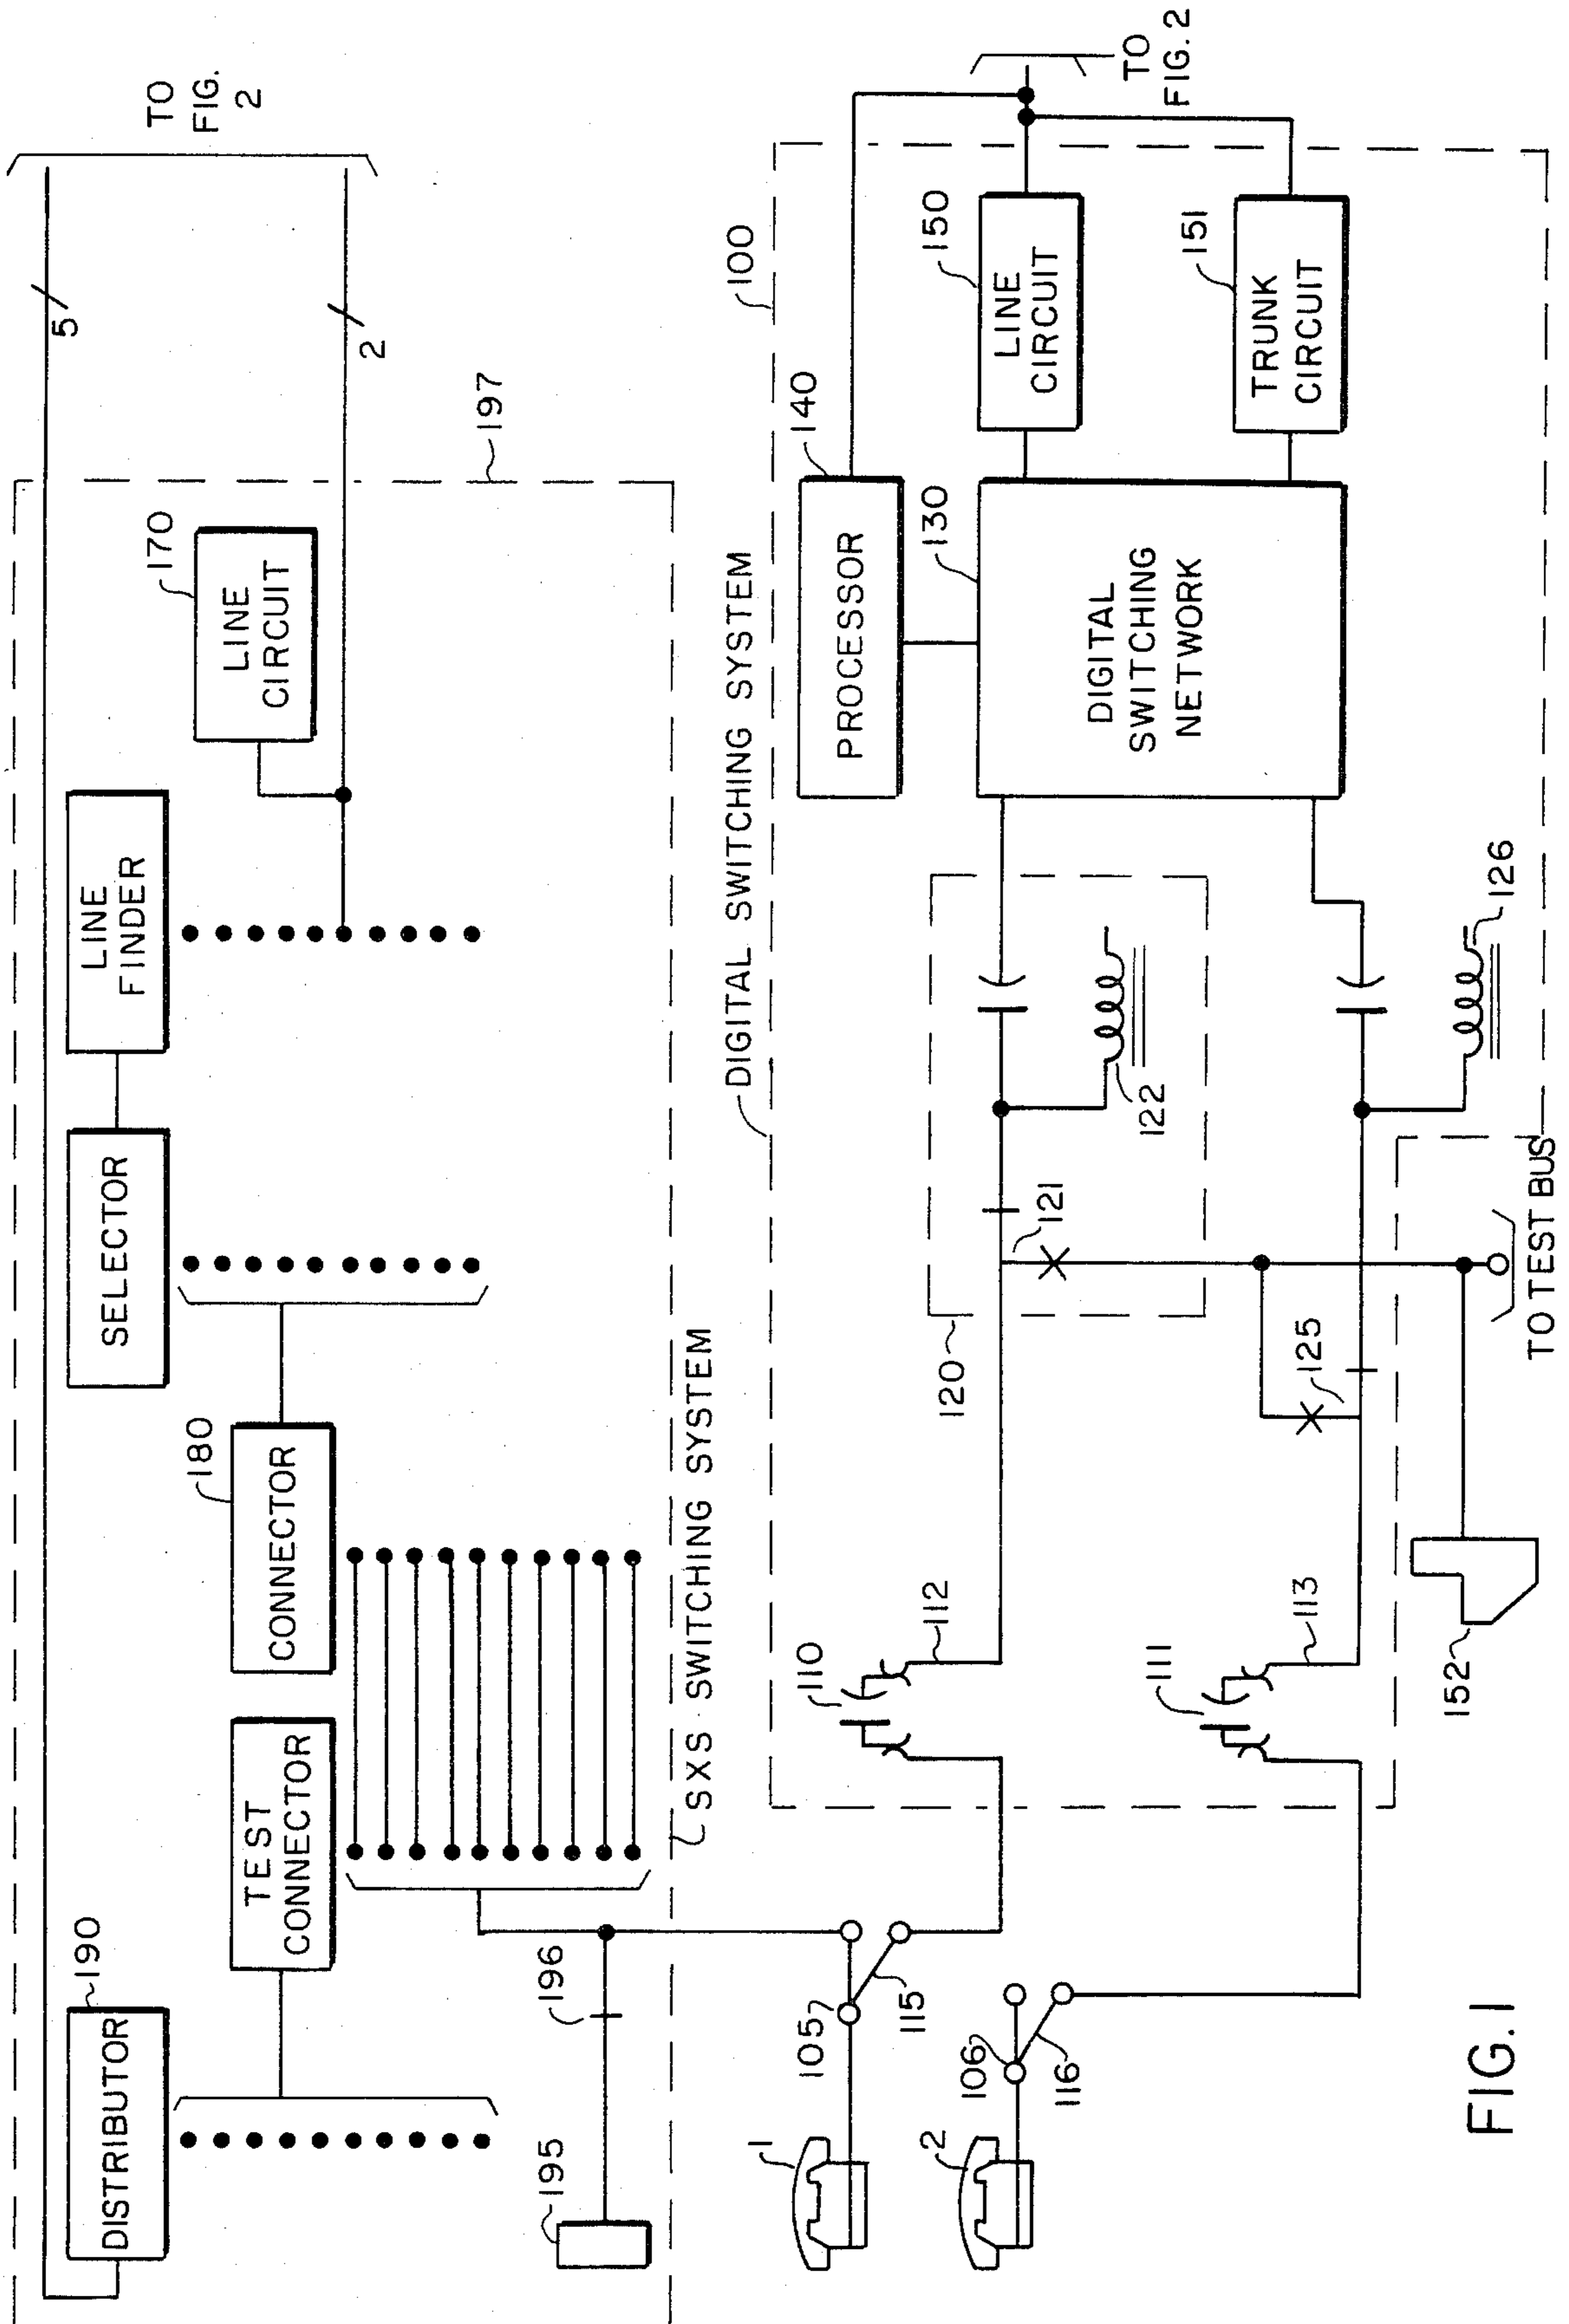 TO
FIG.
2
5
2
197
170
LINE
CIRCUIT
LINE
FINDER
SELECTOR
180
CONNECTOR
TEST
CONNECTOR
190
DISTRIBUTOR
195
196
SXS SWITCHING SYSTEM
DIGITAL SWITCHING SYSTEM
100
TO
FIG. 2
140
PROCESSOR
150
LINE
CIRCUIT
151
TRUNK
CIRCUIT
130
DIGITAL
SWITCHING
NETWORK
120
121
122
125
126
110
112
111
113
105
115
106
116
1
2
152
TO TEST BUS
FIG. 1